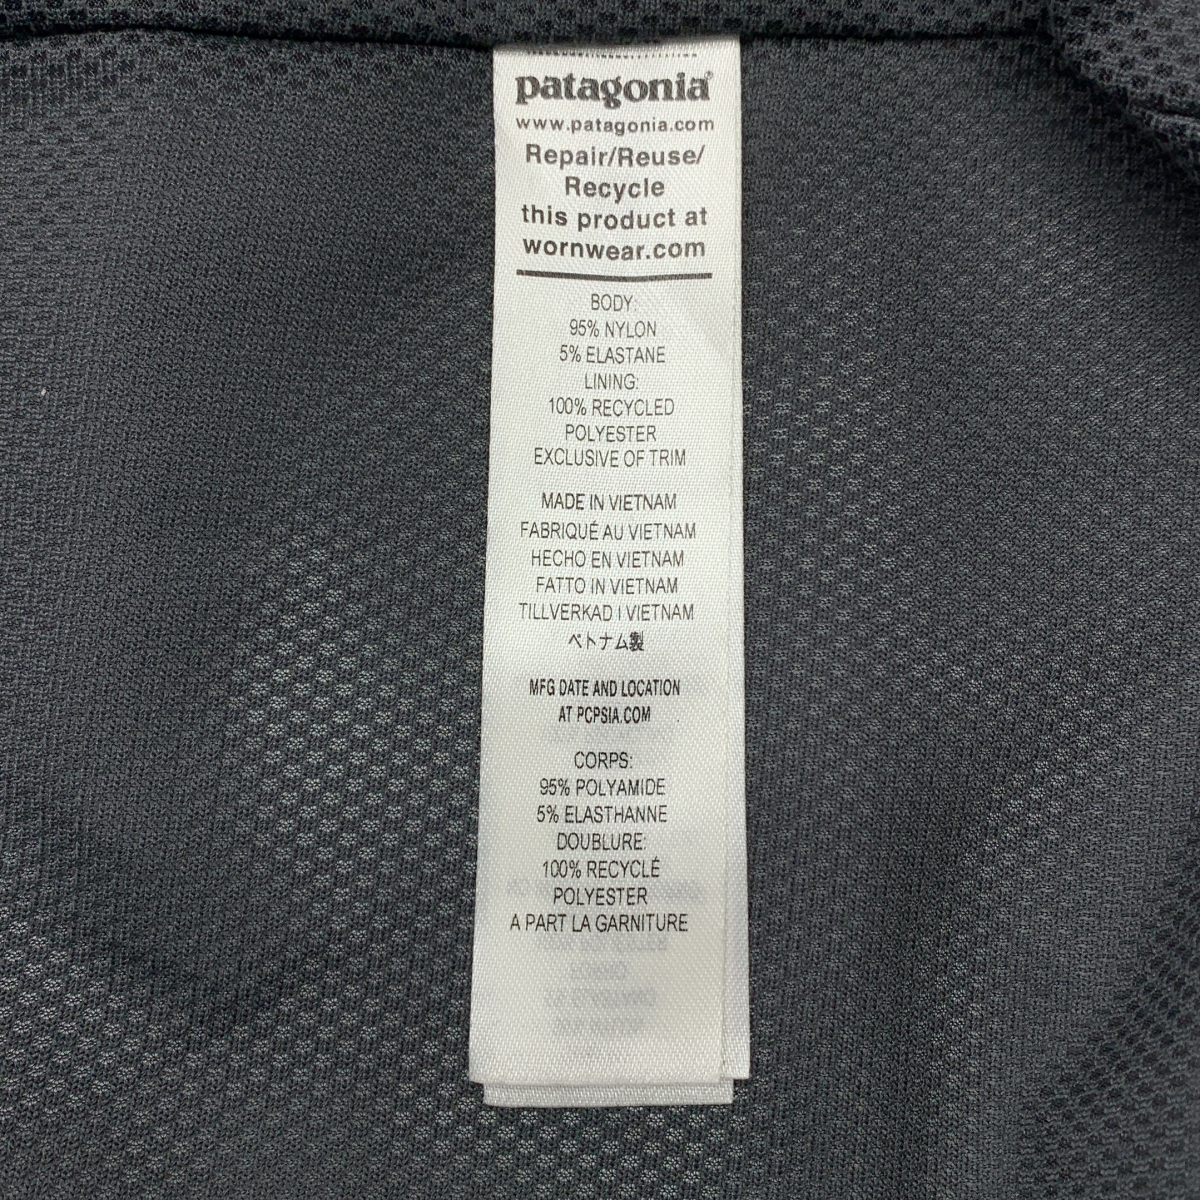 patagonia®
www.patagonia.com
Repair/Reuse/
Recycle
this product at
wornwear.com
BODY:
95% NYLON
5% ELASTANE
LINING:
100% RECYCLED
POLYESTER
EXCLUSIVE OF TRIM
MADE IN VIETNAM
FABRIQUÉ AU VIETNAM
HECHO EN VIETNAM
FATTO IN VIETNAM
TILLVERKAD I VIETNAM
ベトナム製
MFG DATE AND LOCATION
AT PCPSIA.COM
CORPS:
95% POLYAMIDE
5% ELASTHANNE
DOUBLURE:
100% RECYCLÉ
POLYESTER
A PART LA GARNITURE